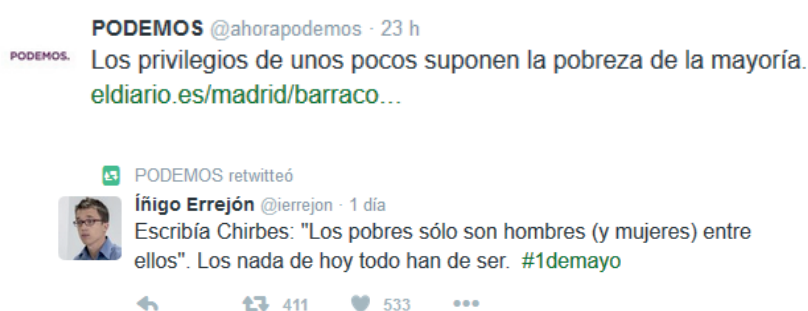 PODEMOS @ahorapodemos · 23 h
PODEMOS.
Los privilegios de unos pocos suponen la pobreza de la mayoría.
eldiario.es/madrid/barraco...
PODEMOS retwitteó
Íñigo Errejón @ierrejon · 1 día
Escribía Chirbes: "Los pobres sólo son hombres (y mujeres) entre
ellos". Los nada de hoy todo han de ser. #1demayo
411 533